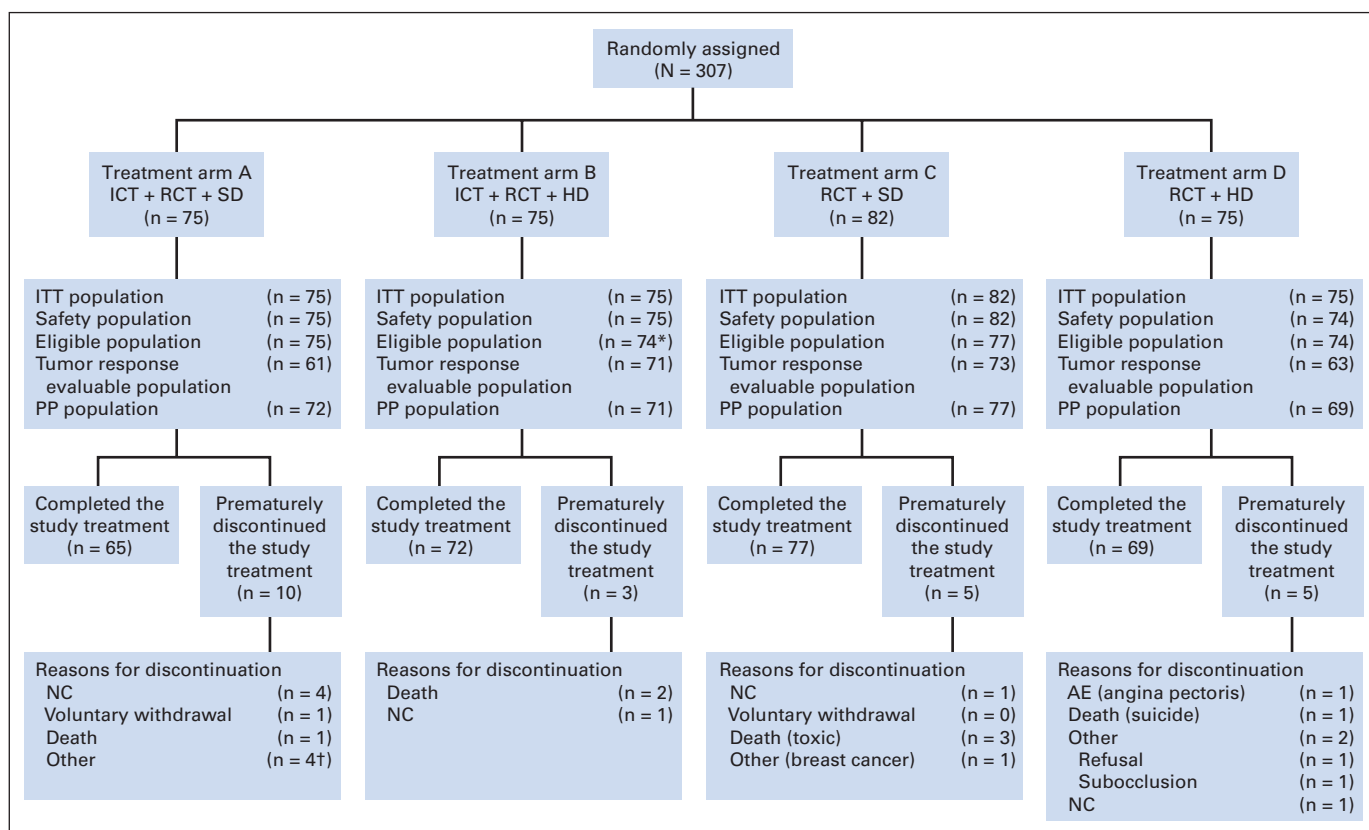 Randomly assigned
(N = 307)
Treatment arm A
ICT + RCT + SD
(n = 75)
Treatment arm B
ICT + RCT + HD
(n = 75)
Treatment arm C
RCT + SD
(n = 82)
Treatment arm D
RCT + HD
(n = 75)
ITT population (n = 75)
Safety population (n = 75)
Eligible population (n = 75)
Tumor response (n = 61)
evaluable population
PP population (n = 72)
ITT population (n = 75)
Safety population (n = 75)
Eligible population (n = 74*)
Tumor response (n = 71)
evaluable population
PP population (n = 71)
ITT population (n = 82)
Safety population (n = 82)
Eligible population (n = 77)
Tumor response (n = 73)
evaluable population
PP population (n = 77)
ITT population (n = 75)
Safety population (n = 74)
Eligible population (n = 74)
Tumor response (n = 63)
evaluable population
PP population (n = 69)
Completed the
study treatment
(n = 65)
Prematurely
discontinued
the study
treatment
(n = 10)
Completed the
study treatment
(n = 72)
Prematurely
discontinued
the study
treatment
(n = 3)
Completed the
study treatment
(n = 77)
Prematurely
discontinued
the study
treatment
(n = 5)
Completed the
study treatment
(n = 69)
Prematurely
discontinued
the study
treatment
(n = 5)
Reasons for discontinuation
NC (n = 4)
Voluntary withdrawal (n = 1)
Death (n = 1)
Other (n = 4†)
Reasons for discontinuation
Death (n = 2)
NC (n = 1)
Reasons for discontinuation
NC (n = 1)
Voluntary withdrawal (n = 0)
Death (toxic) (n = 3)
Other (breast cancer) (n = 1)
Reasons for discontinuation
AE (angina pectoris) (n = 1)
Death (suicide) (n = 1)
Other (n = 2)
Refusal (n = 1)
Subocclusion (n = 1)
NC (n = 1)